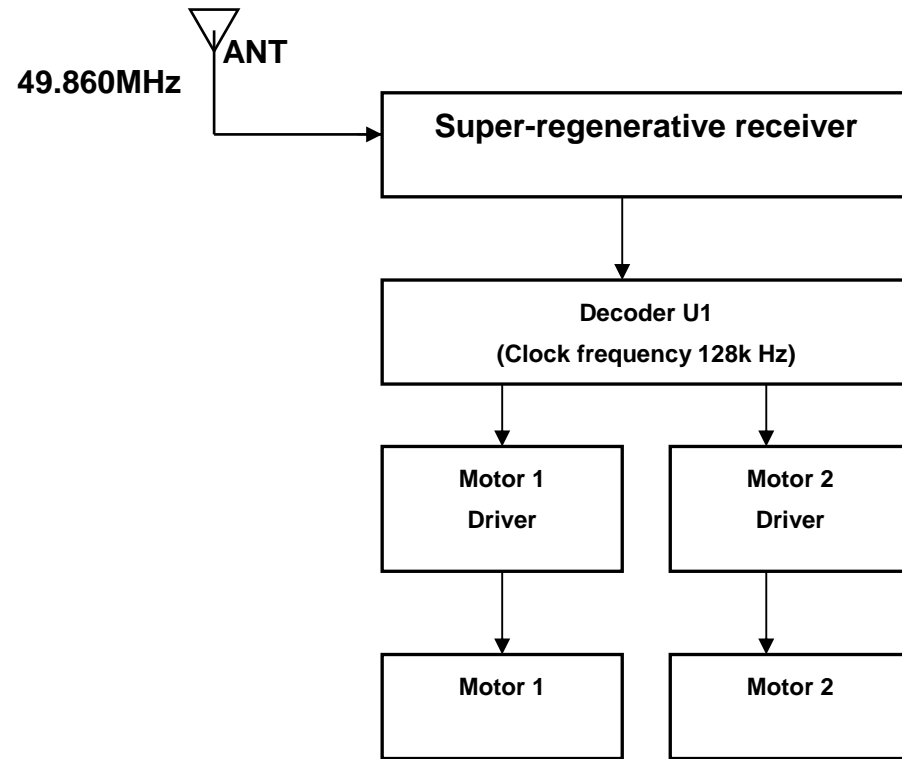 ANT
49.860MHz
Super-regenerative receiver
Decoder U1
(Clock frequency 128k Hz)
Motor 1
Driver
Motor 2
Driver
Motor 1
Motor 2